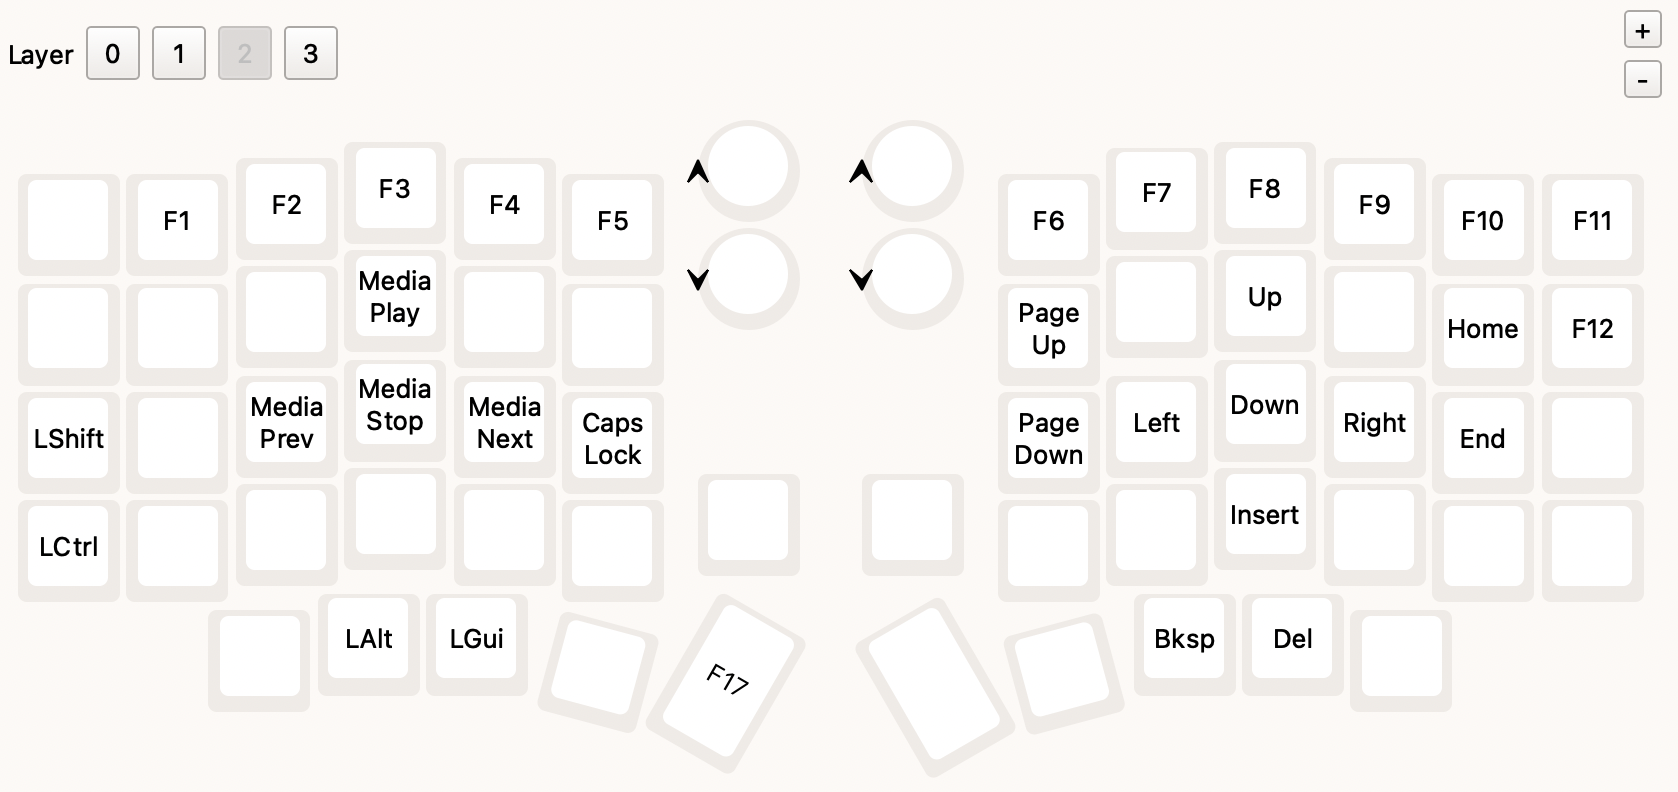 Layer 0 1 2 3
+
-
F1 F2 F3 F4 F5
F6 F7 F8 F9 F10 F11
Media
Play
Page
Up
Up
Home
F12
LShift
Media
Prev
Media
Stop
Media
Next
Caps
Lock
Page
Down
Left
Down
Right
End
LCtrl
Insert
LAlt
LGui
F17
Bksp
Del